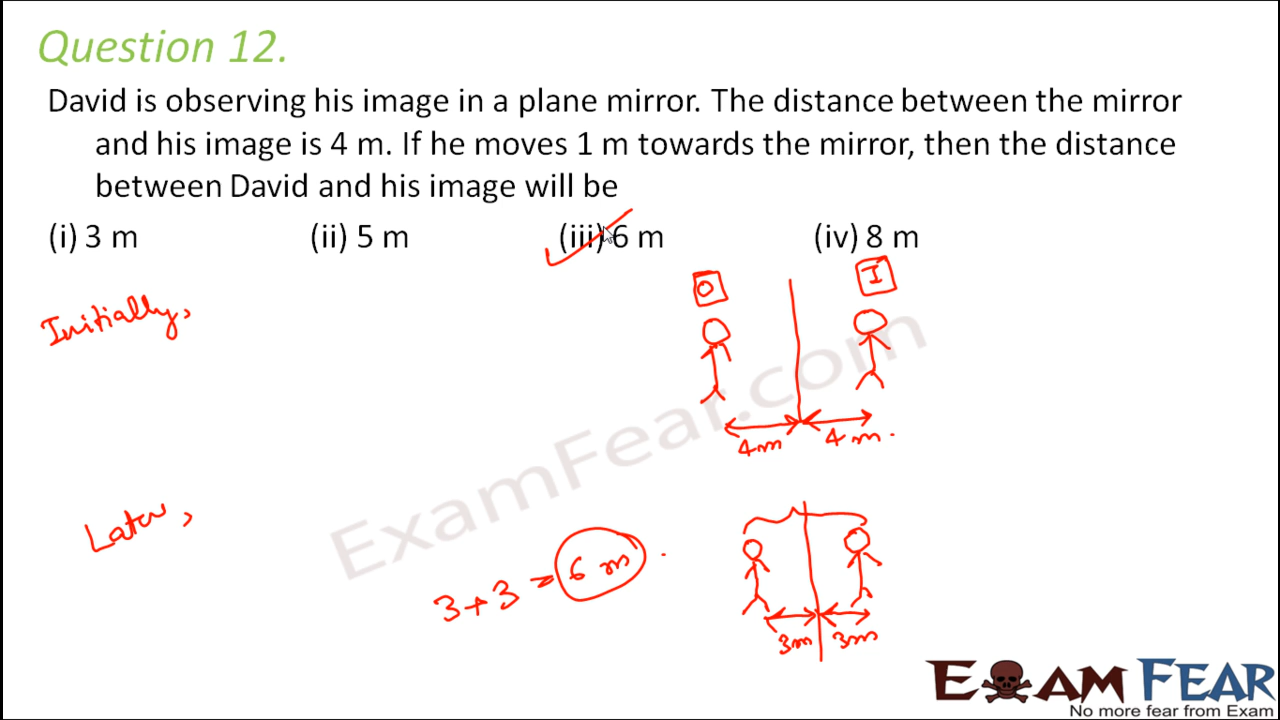 Question 12.
David is observing his image in a plane mirror. The distance between the mirror
and his image is 4 m. If he moves 1 m towards the mirror, then the distance
between David and his image will be
(i) 3 m (ii) 5 m (iii) 6 m (iv) 8 m
O I
Initially,
ExamFear.com
4m 4 m.
Later,
3+3 = 6 m.
3m 3m
EXAM FEAR
No more fear from Exam